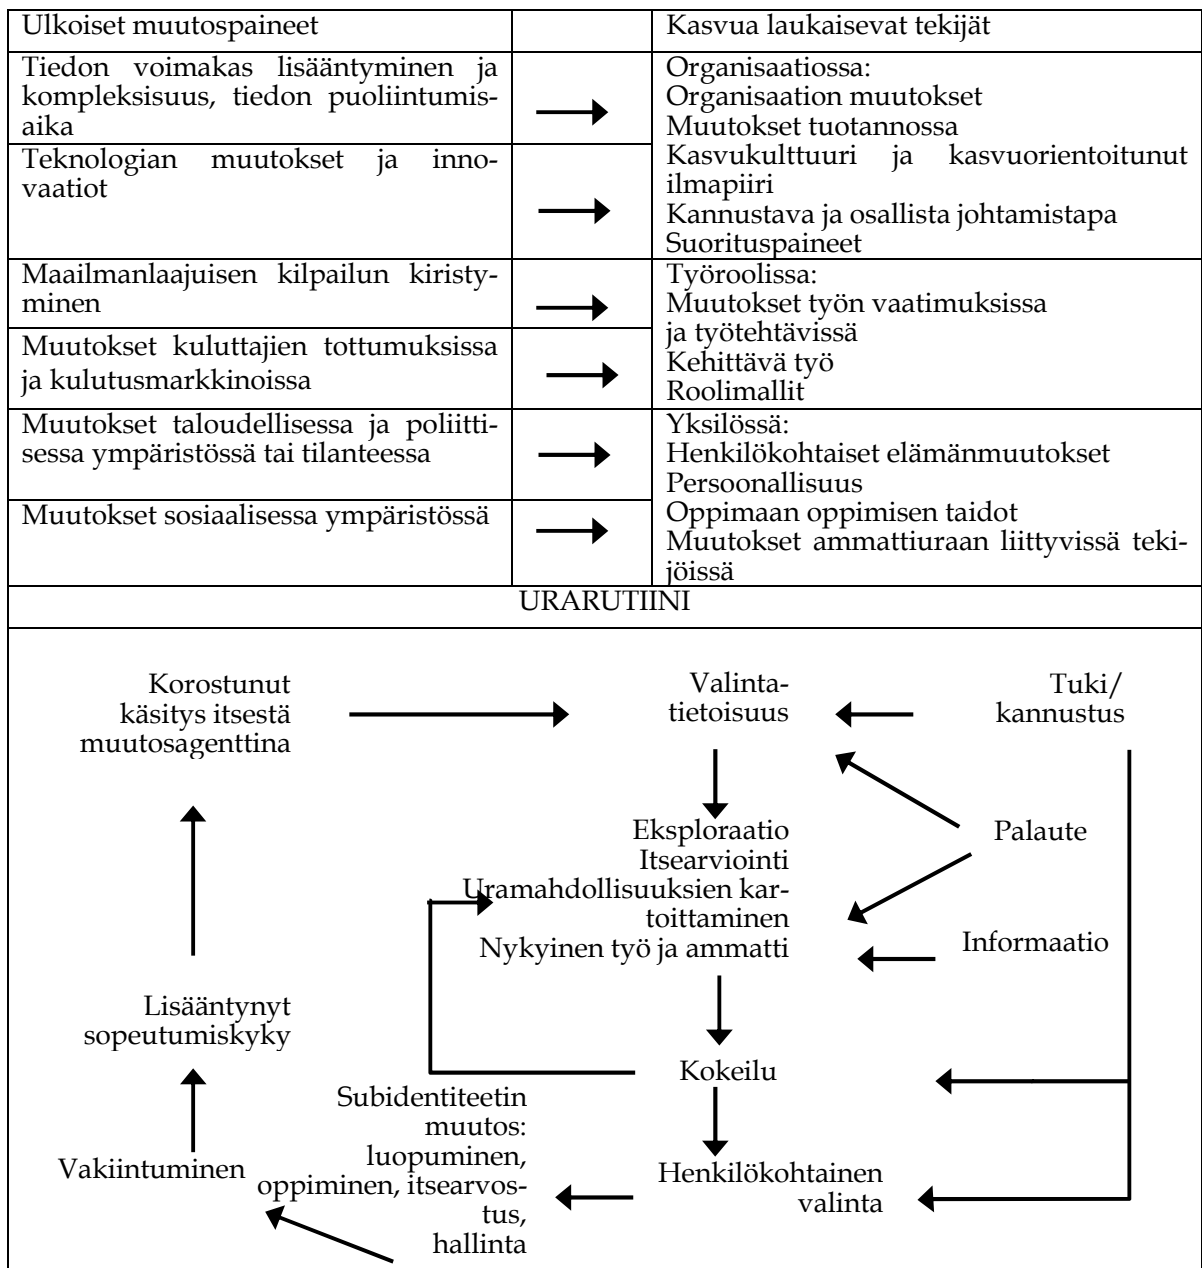 Ulkoiset muutospaineet
Kasvua laukaisevat tekijät
Tiedon voimakas lisääntyminen ja
kompleksisuus, tiedon puoliintumis-
aika
Teknologian muutokset ja inno-
vaatiot
Organisaatiossa:
Organisaation muutokset
Muutokset tuotannossa
Kasvukulttuuri ja kasvuorientoitunut
ilmapiiri
Kannustava ja osallista johtamistapa
Suorituspaineet
Maailmanlaajuisen kilpailun kiristy-
minen
Muutokset kuluttajien tottumuksissa
ja kulutusmarkkinoissa
Työroolissa:
Muutokset työn vaatimuksissa
ja työtehtävissä
Kehittävä työ
Roolimallit
Muutokset taloudellisessa ja poliitti-
sessa ympäristössä tai tilanteessa
Muutokset sosiaalisessa ympäristössä
Yksilössä:
Henkilökohtaiset elämänmuutokset
Persoonallisuus
Oppimaan oppimisen taidot
Muutokset ammattiuraan liittyvissä teki-
jöissä
URARUTIINI
Korostunut
käsitys itsestä
muutosagenttina
Valinta-
tietoisuus
Tuki/
kannustus
Eksploraatio
Itsearviointi
Uramahdollisuuksien kar-
toittaminen
Nykyinen työ ja ammatti
Palaute
Informaatio
Lisääntynyt
sopeutumiskyky
Kokeilu
Subidentiteetin
muutos:
luopuminen,
oppiminen, itsearvos-
tus,
hallinta
Vakiintuminen
Henkilökohtainen
valinta